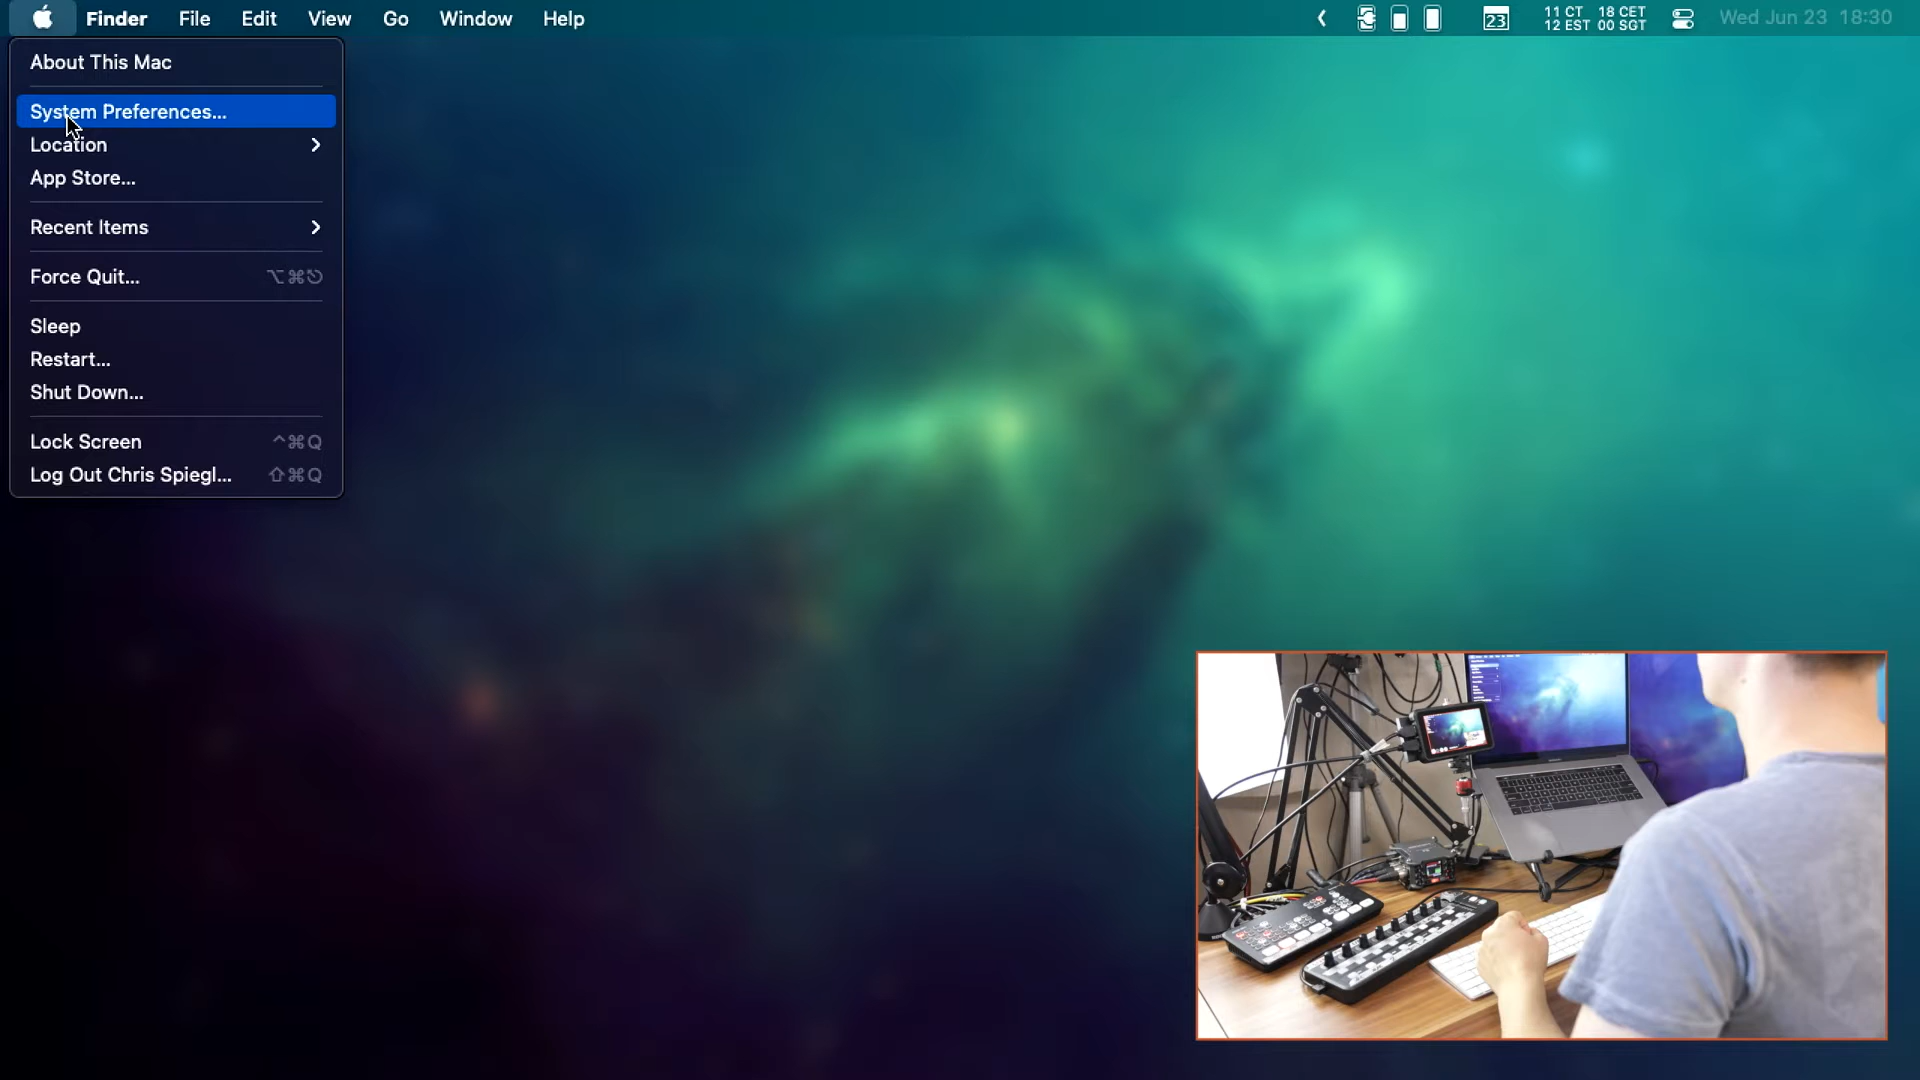 Finder File Edit View Go Window Help
23
11 CT 18 CET
12 EST 00 SGT
Wed Jun 23 18:30
About This Mac
System Preferences...
Location
App Store...
Recent Items
Force Quit... ⌥⌘⎋
Sleep
Restart...
Shut Down...
Lock Screen ^⌘Q
Log Out Chris Spiegl... ⇧⌘Q